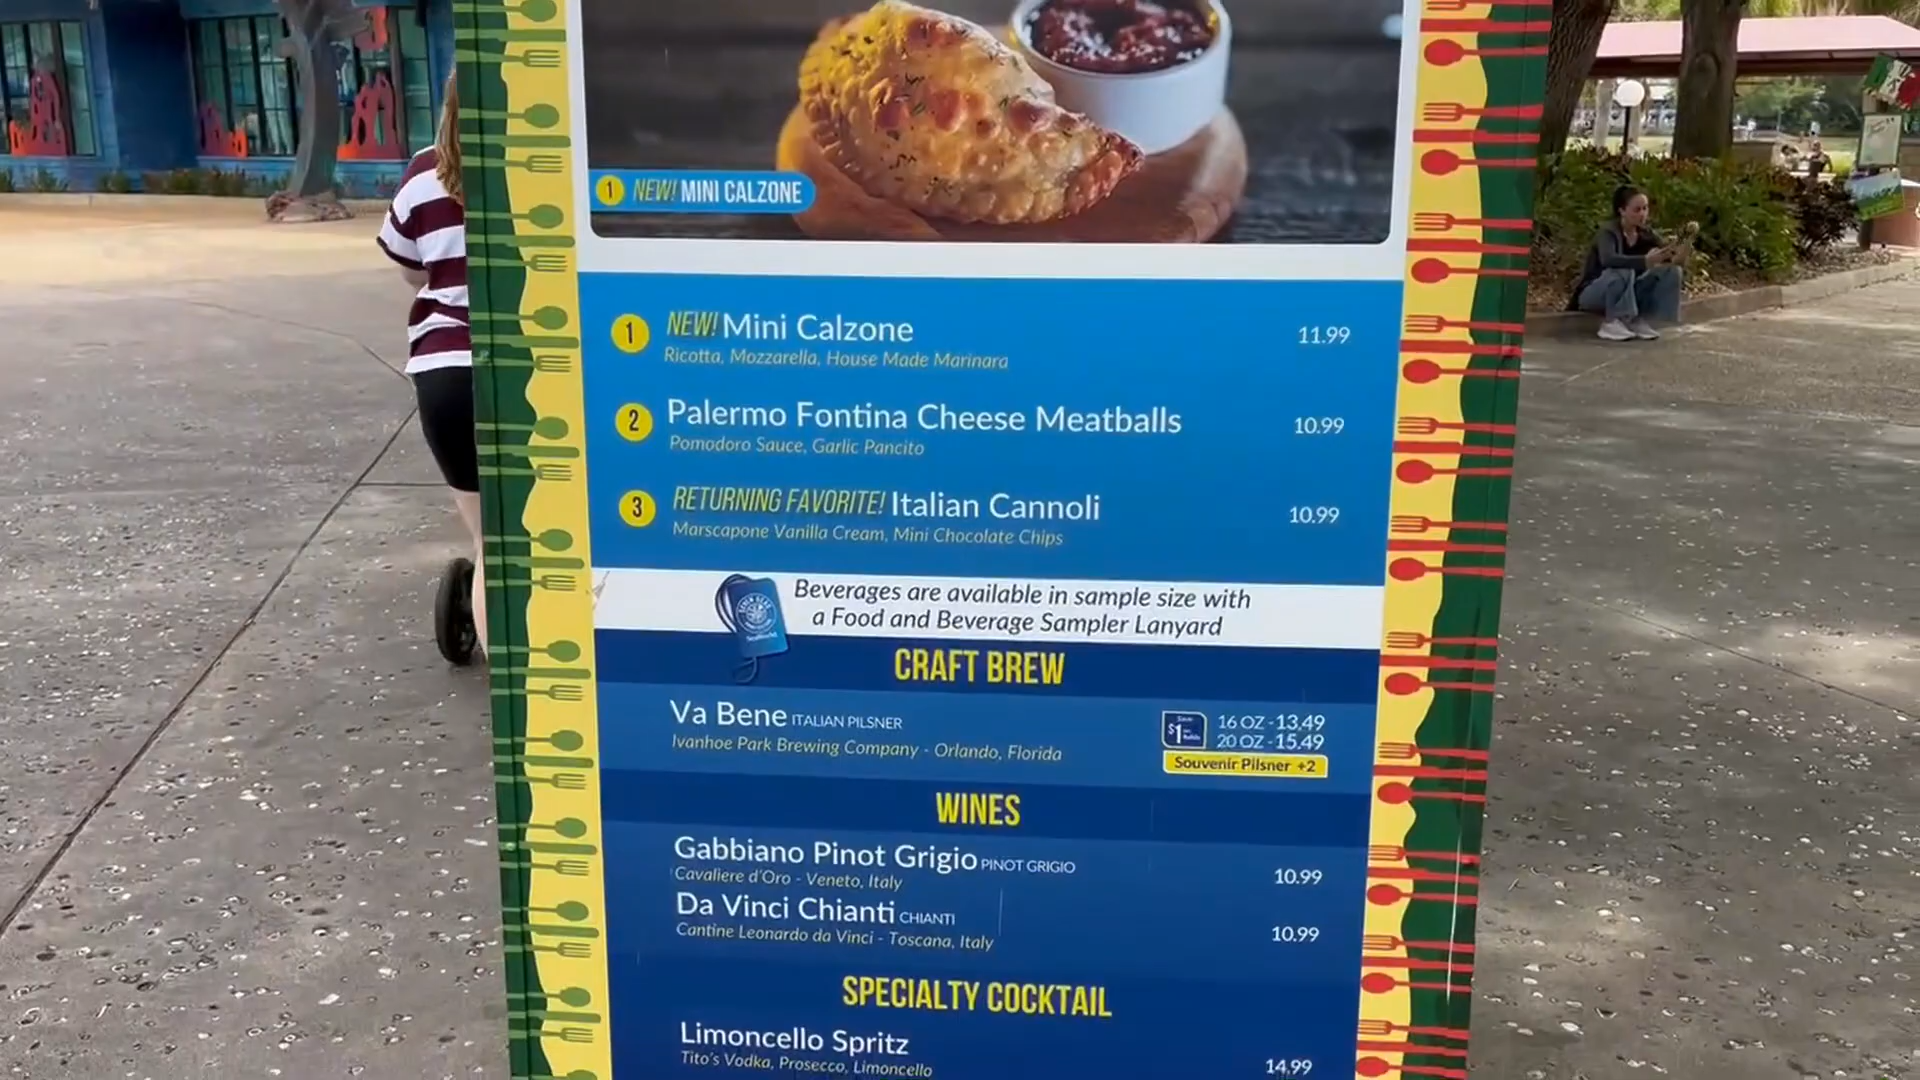 1 NEW! MINI CALZONE
1 NEW! Mini Calzone 11.99
Ricotta, Mozzarella, House Made Marinara
2 Palermo Fontina Cheese Meatballs 10.99
Pomodoro Sauce, Garlic Pancito
3 RETURNING FAVORITE! Italian Cannoli 10.99
Marscapone Vanilla Cream, Mini Chocolate Chips
Beverages are available in sample size with
a Food and Beverage Sampler Lanyard
CRAFT BREW
Va Bene ITALIAN PILSNER 16 OZ - 13.49
Ivanhoe Park Brewing Company - Orlando, Florida 20 OZ - 15.49
$1
Souvenir Pilsner +2
WINES
Gabbiano Pinot Grigio PINOT GRIGIO 10.99
Cavaliere d'Oro - Veneto, Italy
Da Vinci Chianti CHIANTI 10.99
Cantine Leonardo da Vinci - Toscana, Italy
SPECIALTY COCKTAIL
Limoncello Spritz 14.99
Tito's Vodka, Prosecco, Limoncello